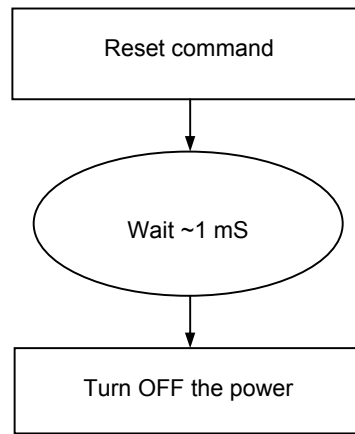 Reset command
Wait ~1 mS
Turn OFF the power